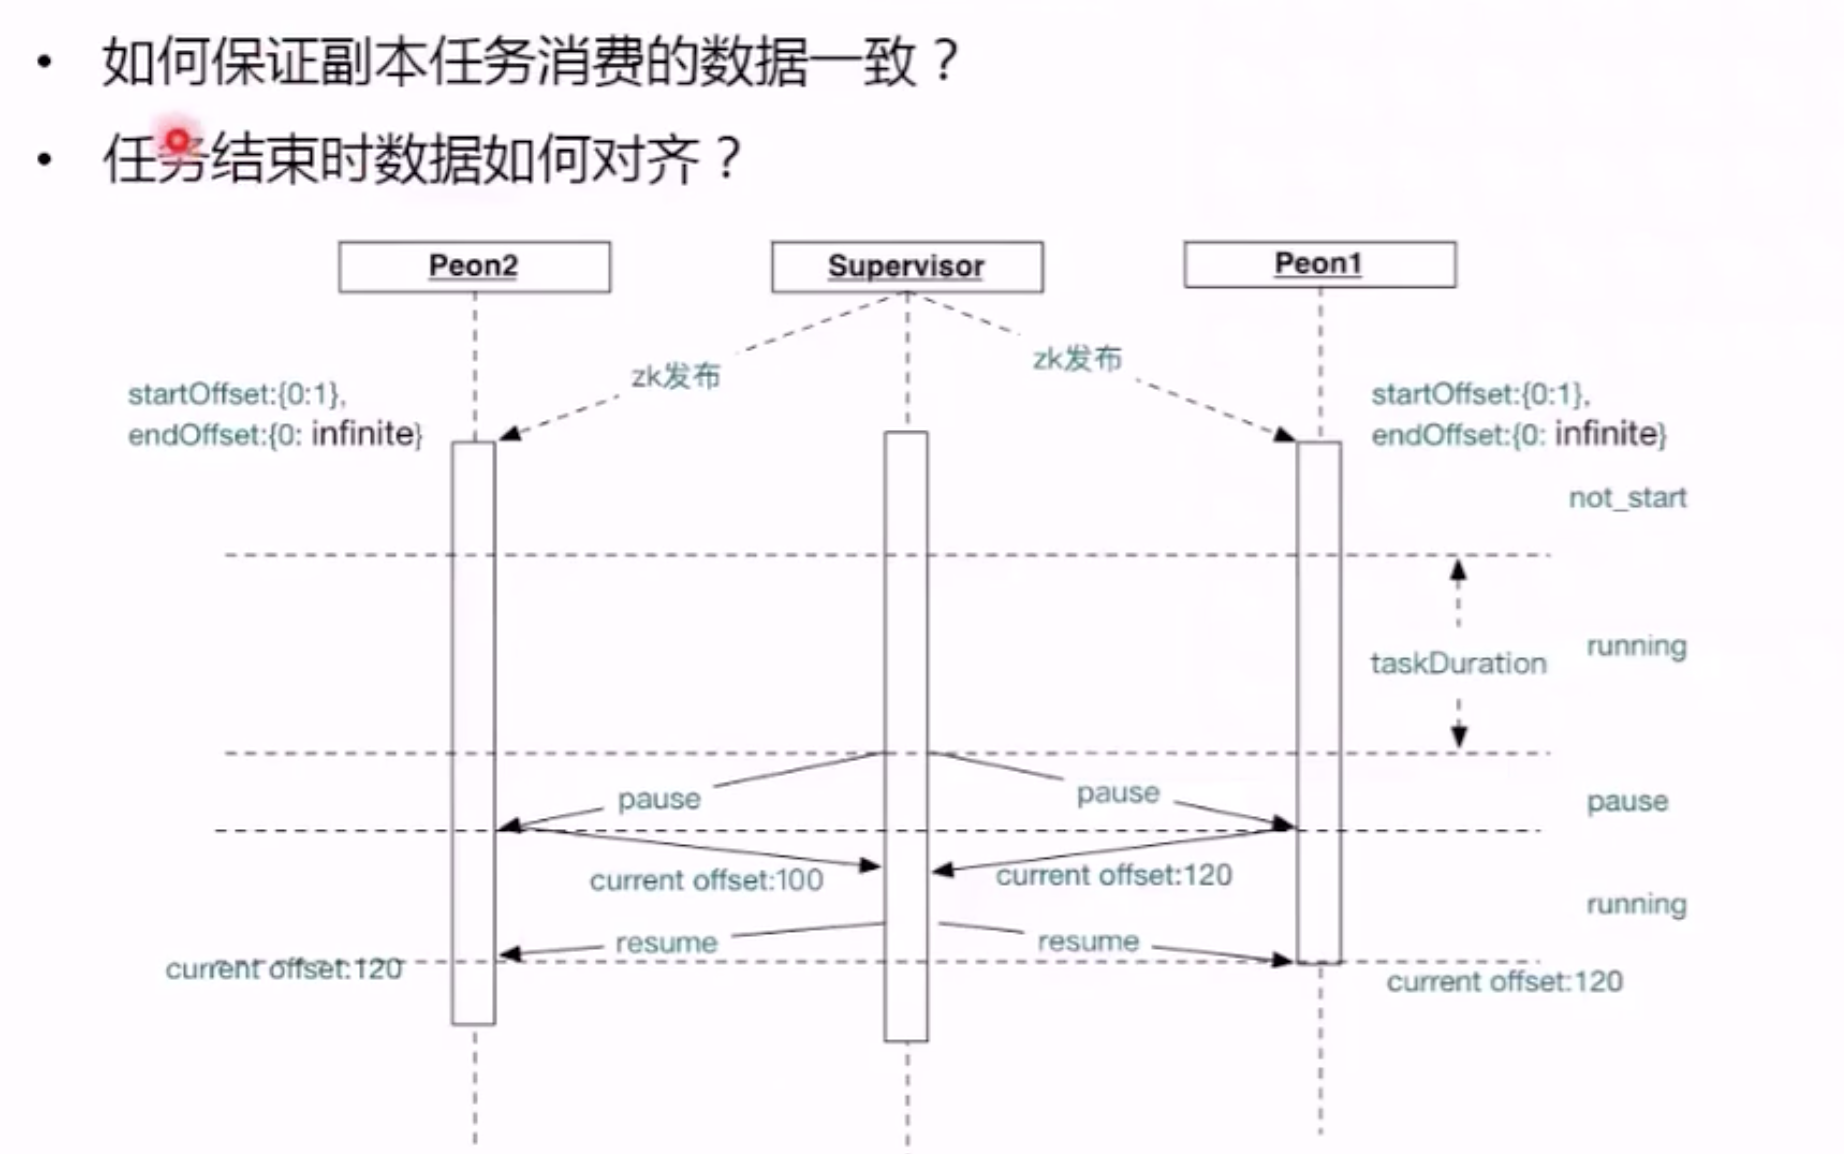 • 如何保证副本任务消费的数据一致？
• 任务结束时数据如何对齐？
Peon2
Supervisor
Peon1
zk发布
zk发布
startOffset:{0:1},
endOffset:{0: infinite}
startOffset:{0:1},
endOffset:{0: infinite}
not_start
taskDuration
running
pause
pause
pause
current offset:100
current offset:120
running
resume
resume
current offset:120
current offset:120